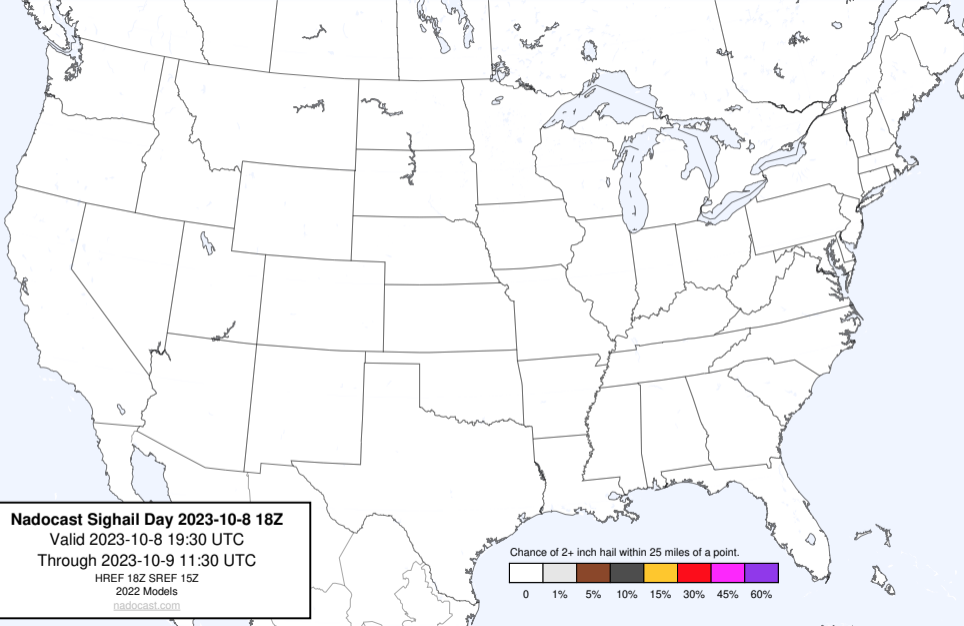 Nadocast Sighail Day 2023-10-8 18Z
Valid 2023-10-8 19:30 UTC
Through 2023-10-9 11:30 UTC
HREF 18Z SREF 15Z
2022 Models
nadocast.com
Chance of 2+ inch hail within 25 miles of a point.
0 1% 5% 10% 15% 30% 45% 60%